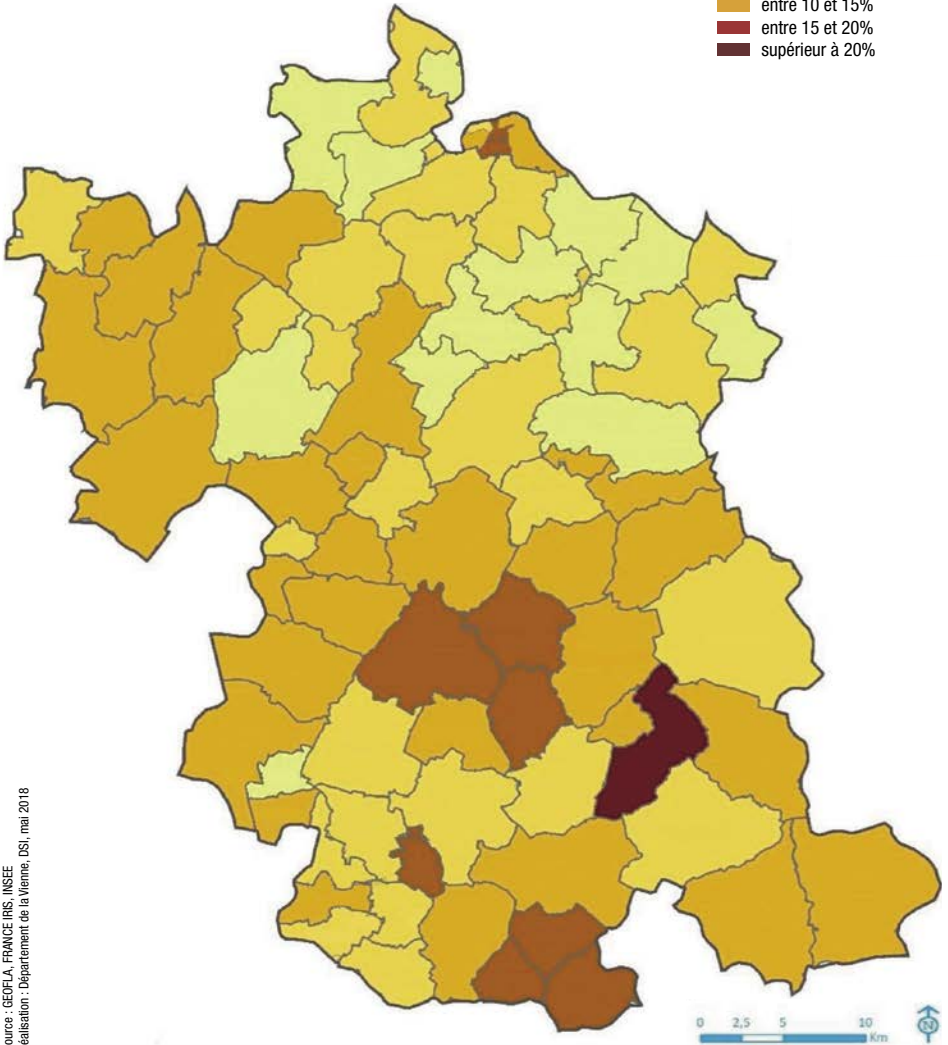 entre 10 et 15%
entre 15 et 20%
supérieur à 20%
ource : GEOFLA, FRANCE IRIS, INSEE
éalisation : Département de la Vienne, DSI, mai 2018
0 2,5 5 10
Km
N